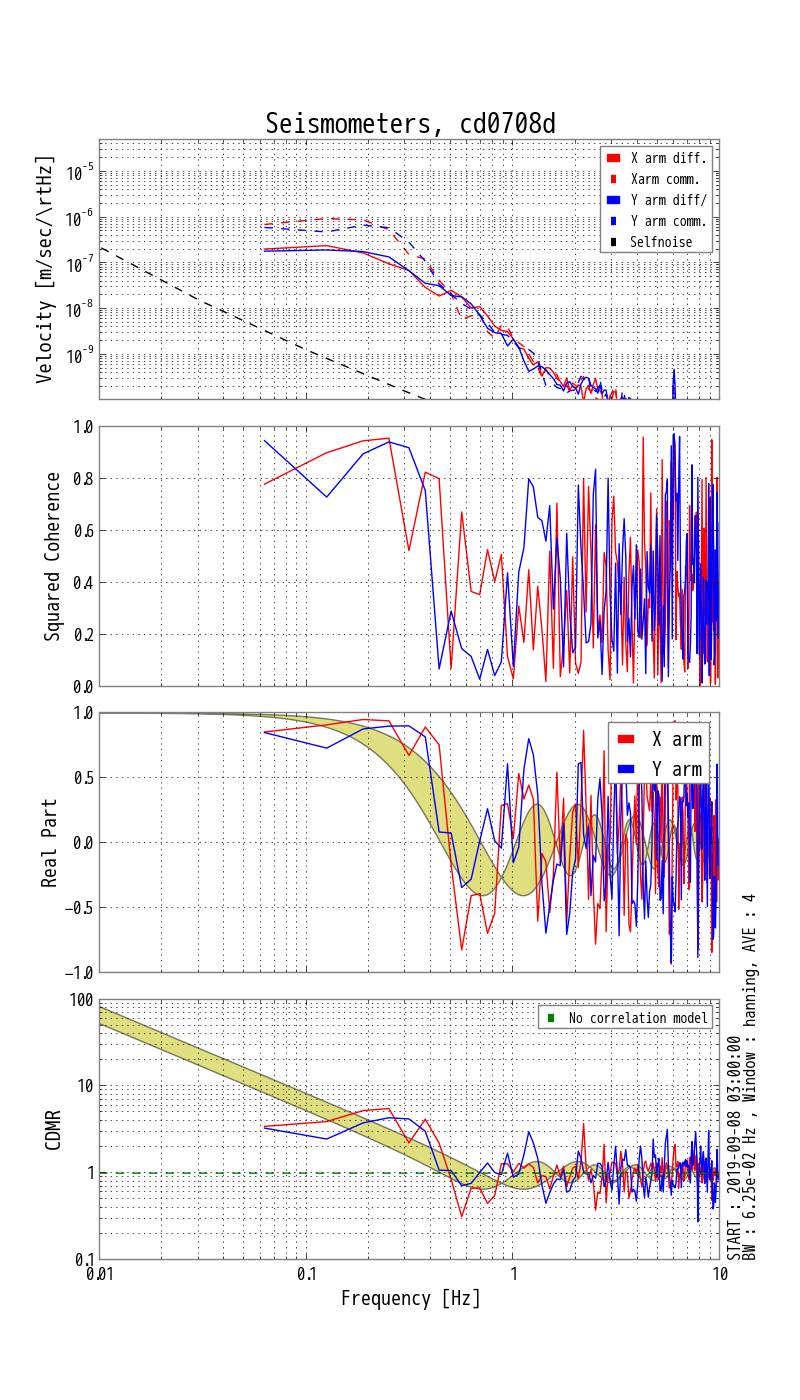 Seismometers, cd0708d
Velocity [m/sec/\rtHz]
10^-5
10^-6
10^-7
10^-8
10^-9
X arm diff.
Xarm comm.
Y arm diff/
Y arm comm.
Selfnoise
Squared Coherence
1.0
0.8
0.6
0.4
0.2
0.0
Real Part
1.0
0.5
0.0
−0.5
−1.0
X arm
Y arm
CDMR
100
10
1
0.1
No correlation model
0.01 0.1 1 10
Frequency [Hz]
START : 2019-09-08 03:00:00
BW : 6.25e-02 Hz , Window : hanning, AVE : 4